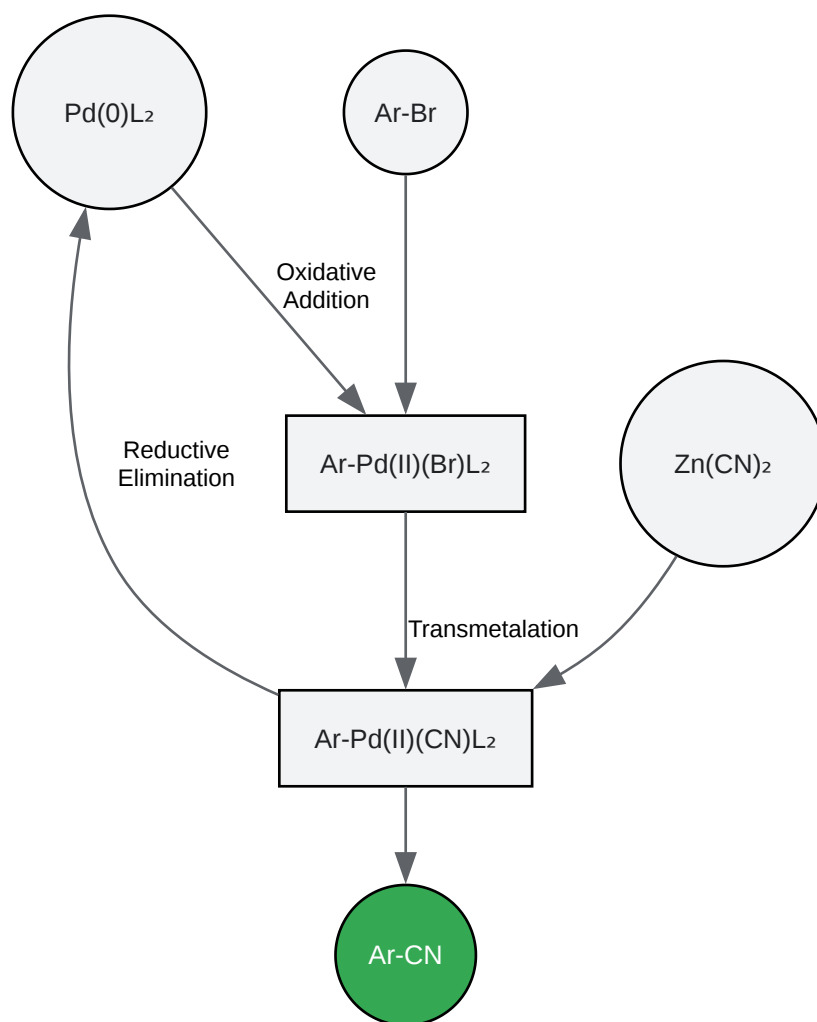 Pd(0)L₂
Ar-Br
Oxidative
Addition
Reductive
Elimination
Ar-Pd(II)(Br)L₂
Zn(CN)₂
Transmetalation
Ar-Pd(II)(CN)L₂
Ar-CN